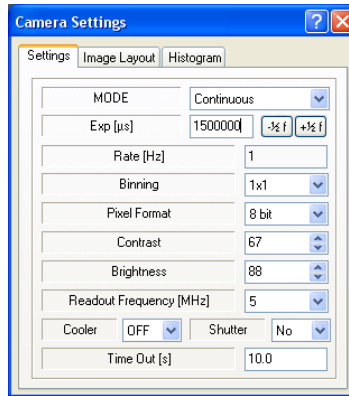 Camera Settings
Settings Image Layout Histogram
MODE Continuous
Exp [µs] 1500000 -½ f +½ f
Rate [Hz] 1
Binning 1x1
Pixel Format 8 bit
Contrast 67
Brightness 88
Readout Frequency [MHz] 5
Cooler OFF Shutter No
Time Out [s] 10.0